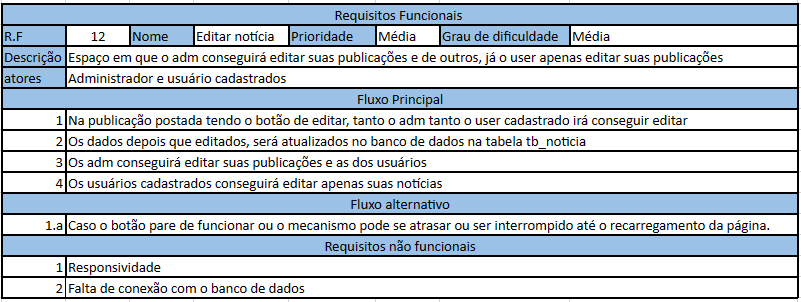 Requisitos Funcionais
R.F 12 Nome Editar notícia Prioridade Média Grau de dificuldade Média
Descrição Espaço em que o adm conseguirá editar suas publicações e de outros, já o user apenas editar suas publicações
atores Administrador e usuário cadastrados
Fluxo Principal
1 Na publicação postada tendo o botão de editar, tanto o adm tanto o user cadastrado irá conseguir editar
2 Os dados depois que editados, será atualizados no banco de dados na tabela tb_noticia
3 Os adm conseguirá editar suas publicações e as dos usuários
4 Os usuários cadastrados conseguirá editar apenas suas notícias
Fluxo alternativo
1.a Caso o botão pare de funcionar ou o mecanismo pode se atrasar ou ser interrompido até o recarregamento da página.
Requisitos não funcionais
1 Responsividade
2 Falta de conexão com o banco de dados